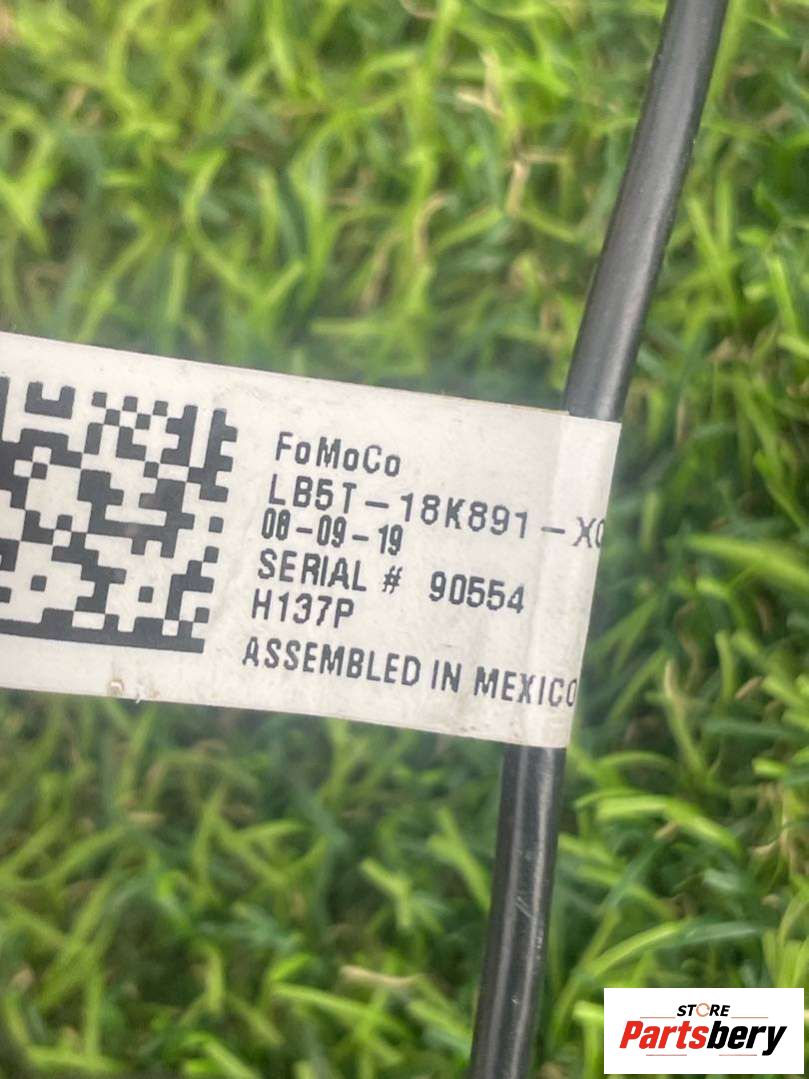 FoMoCo
LB5T-18K891-X
08-09-19
SERIAL # 90554
H137P
ASSEMBLED IN MEXICO
STORE
Partsbery